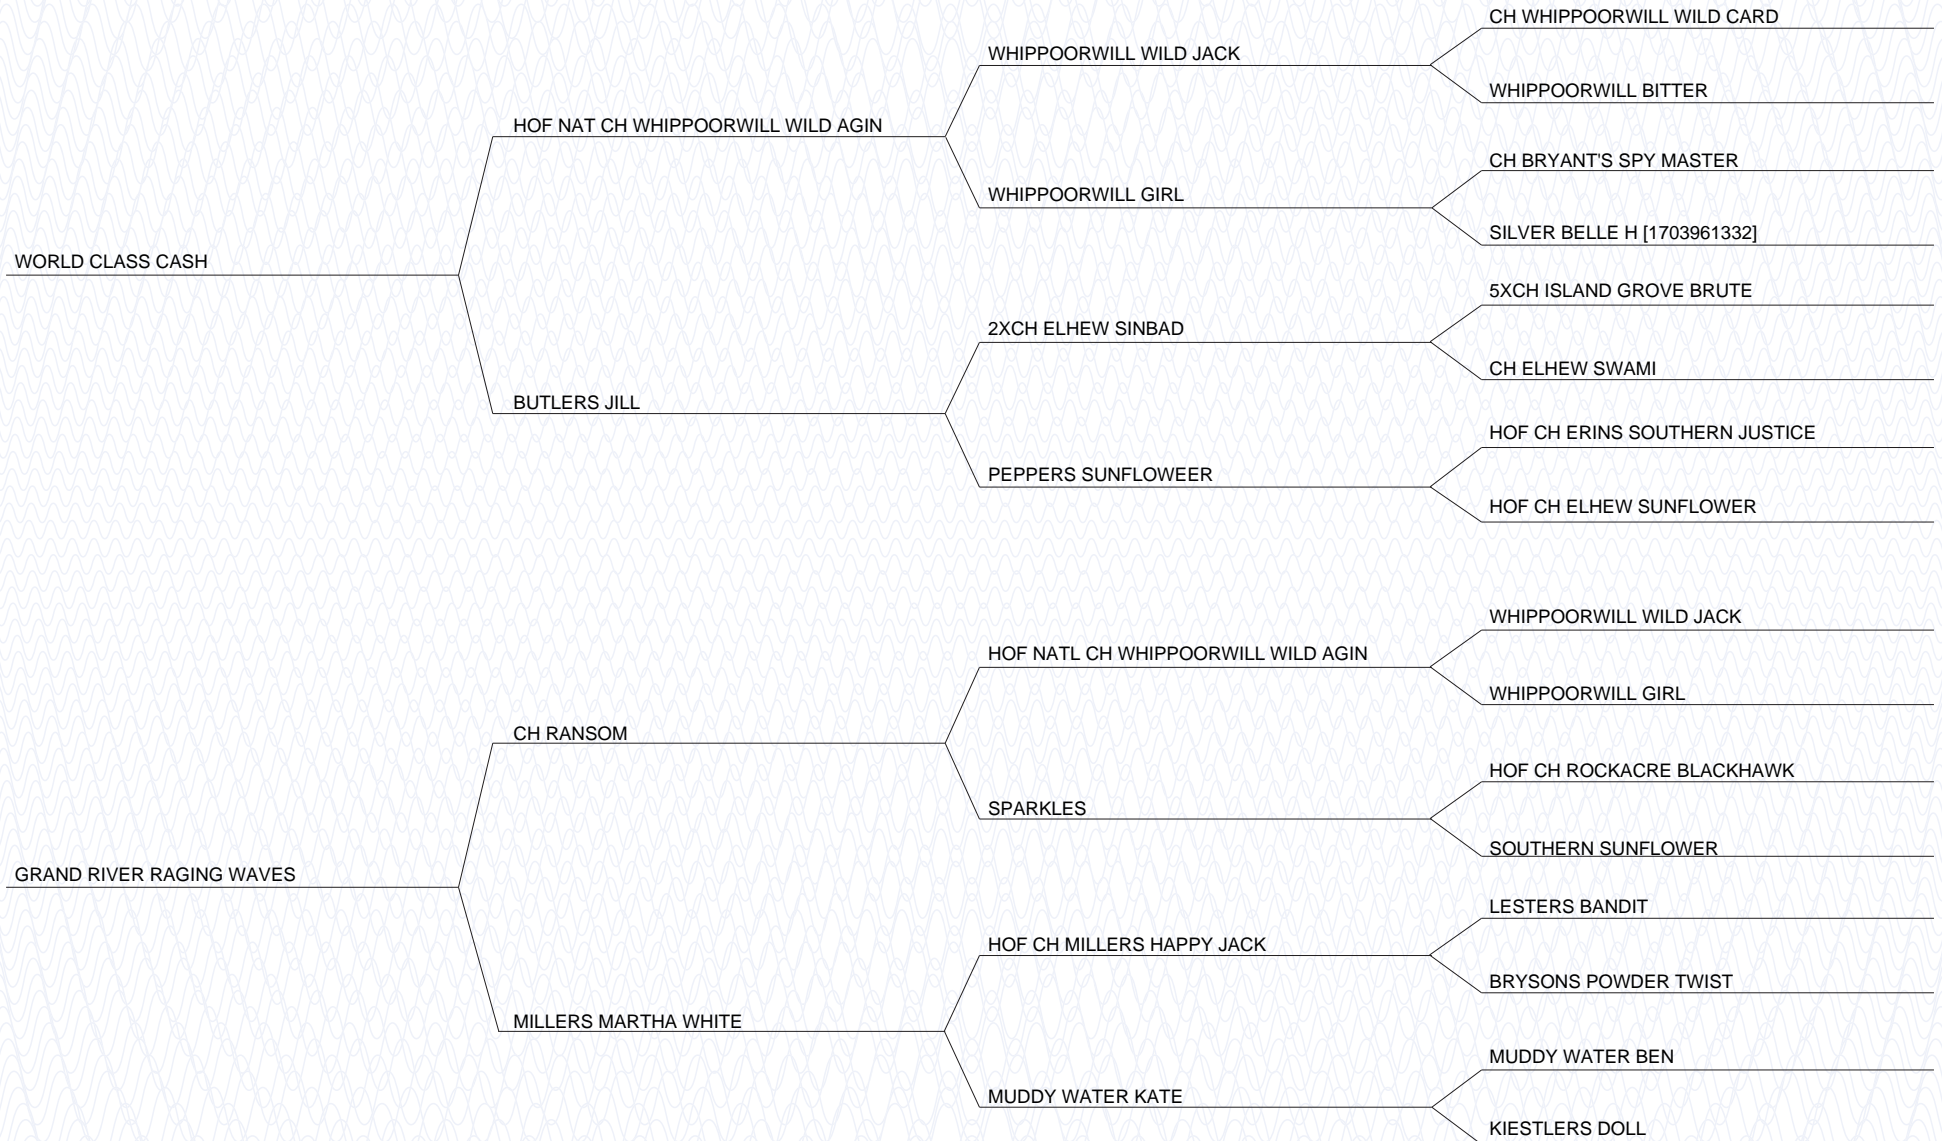 CH WHIPPOORWILL WILD CARD
WHIPPOORWILL WILD JACK
WHIPPOORWILL BITTER
HOF NAT CH WHIPPOORWILL WILD AGIN
CH BRYANT'S SPY MASTER
WHIPPOORWILL GIRL
SILVER BELLE H [1703961332]
WORLD CLASS CASH
5XCH ISLAND GROVE BRUTE
2XCH ELHEW SINBAD
CH ELHEW SWAMI
BUTLERS JILL
HOF CH ERINS SOUTHERN JUSTICE
PEPPERS SUNFLOWEER
HOF CH ELHEW SUNFLOWER
WHIPPOORWILL WILD JACK
HOF NATL CH WHIPPOORWILL WILD AGIN
WHIPPOORWILL GIRL
CH RANSOM
HOF CH ROCKACRE BLACKHAWK
SPARKLES
SOUTHERN SUNFLOWER
GRAND RIVER RAGING WAVES
LESTERS BANDIT
HOF CH MILLERS HAPPY JACK
BRYSONS POWDER TWIST
MILLERS MARTHA WHITE
MUDDY WATER BEN
MUDDY WATER KATE
KIESTLERS DOLL